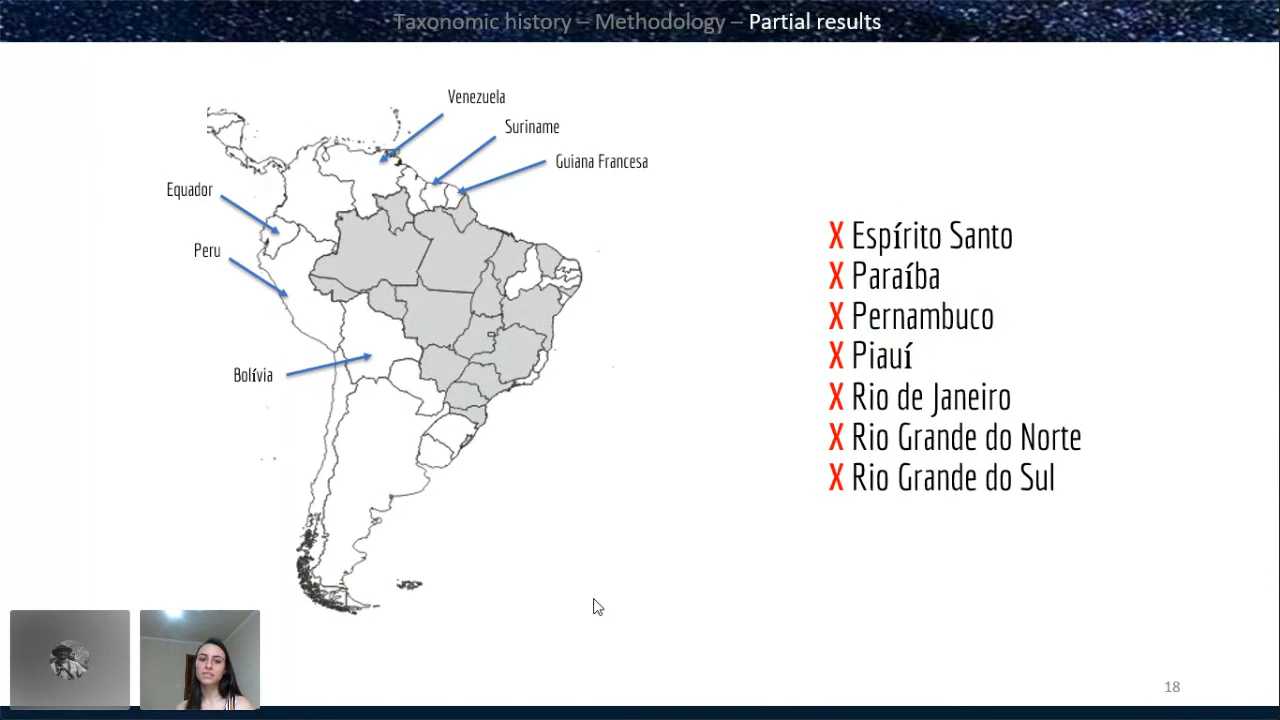 Taxonomic history – Methodology – Partial results
Venezuela
Suriname
Guiana Francesa
Equador
Peru
Bolívia
X Espírito Santo
X Paraíba
X Pernambuco
X Piauí
X Rio de Janeiro
X Rio Grande do Norte
X Rio Grande do Sul
18